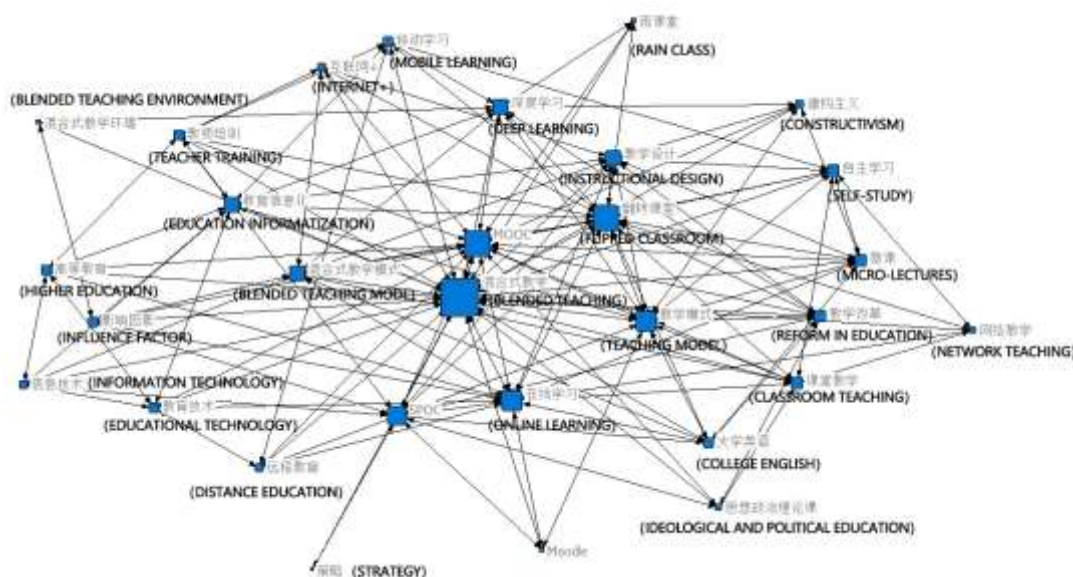 雨课堂
(RAIN CLASS)
移动学习
(MOBILE LEARNING)
互联网+
(INTERNET+)
(BLENDED TEACHING ENVIRONMENT)
混合式教学环境
深度学习
(DEEP LEARNING)
建构主义
(CONSTRUCTIVISM)
教师培训
(TEACHER TRAINING)
教学设计
(INSTRUCTIONAL DESIGN)
自主学习
(SELF-STUDY)
教育信息化
(EDUCATION INFORMATIZATION)
翻转课堂
(FLIPPED CLASSROOM)
MOOC
微课
(MICRO-LECTURES)
高等教育
(HIGHER EDUCATION)
混合式教学模式
(BLENDED TEACHING MODEL)
混合式教学
(BLENDED TEACHING)
影响因素
(INFLUENCE FACTOR)
教学模式
(TEACHING MODEL)
教学改革
(REFORM IN EDUCATION)
网络教学
(NETWORK TEACHING)
信息技术
(INFORMATION TECHNOLOGY)
课堂教学
(CLASSROOM TEACHING)
教育技术
(EDUCATIONAL TECHNOLOGY)
SPOC
在线学习
(ONLINE LEARNING)
大学英语
(COLLEGE ENGLISH)
远程教育
(DISTANCE EDUCATION)
思想政治理论课
(IDEOLOGICAL AND POLITICAL EDUCATION)
Moodle
策略 (STRATEGY)